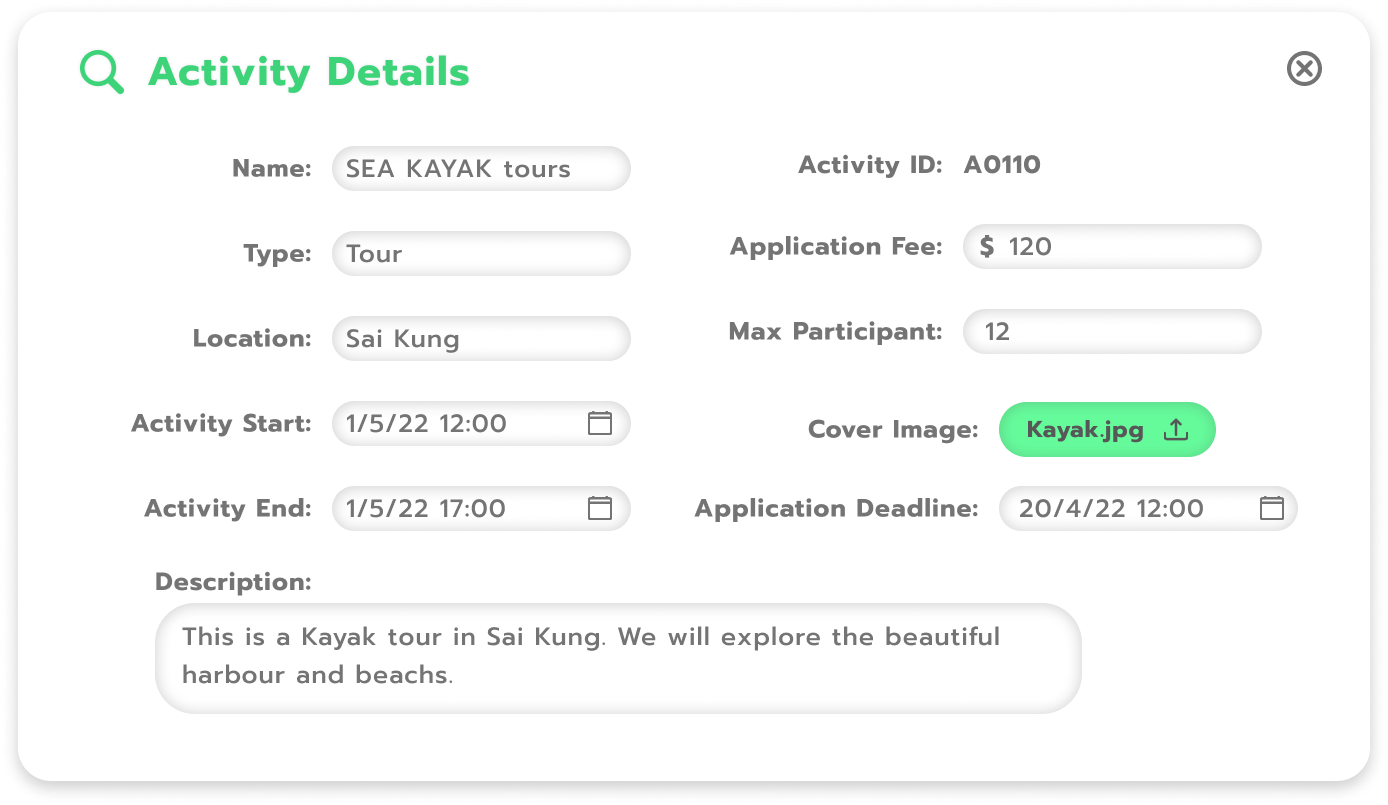 Activity Details
Name: SEA KAYAK tours
Activity ID: A0110
Type: Tour
Application Fee: $ 120
Location: Sai Kung
Max Participant: 12
Activity Start: 1/5/22 12:00
Cover Image: Kayak.jpg
Activity End: 1/5/22 17:00
Application Deadline: 20/4/22 12:00
Description:
This is a Kayak tour in Sai Kung. We will explore the beautiful
harbour and beachs.